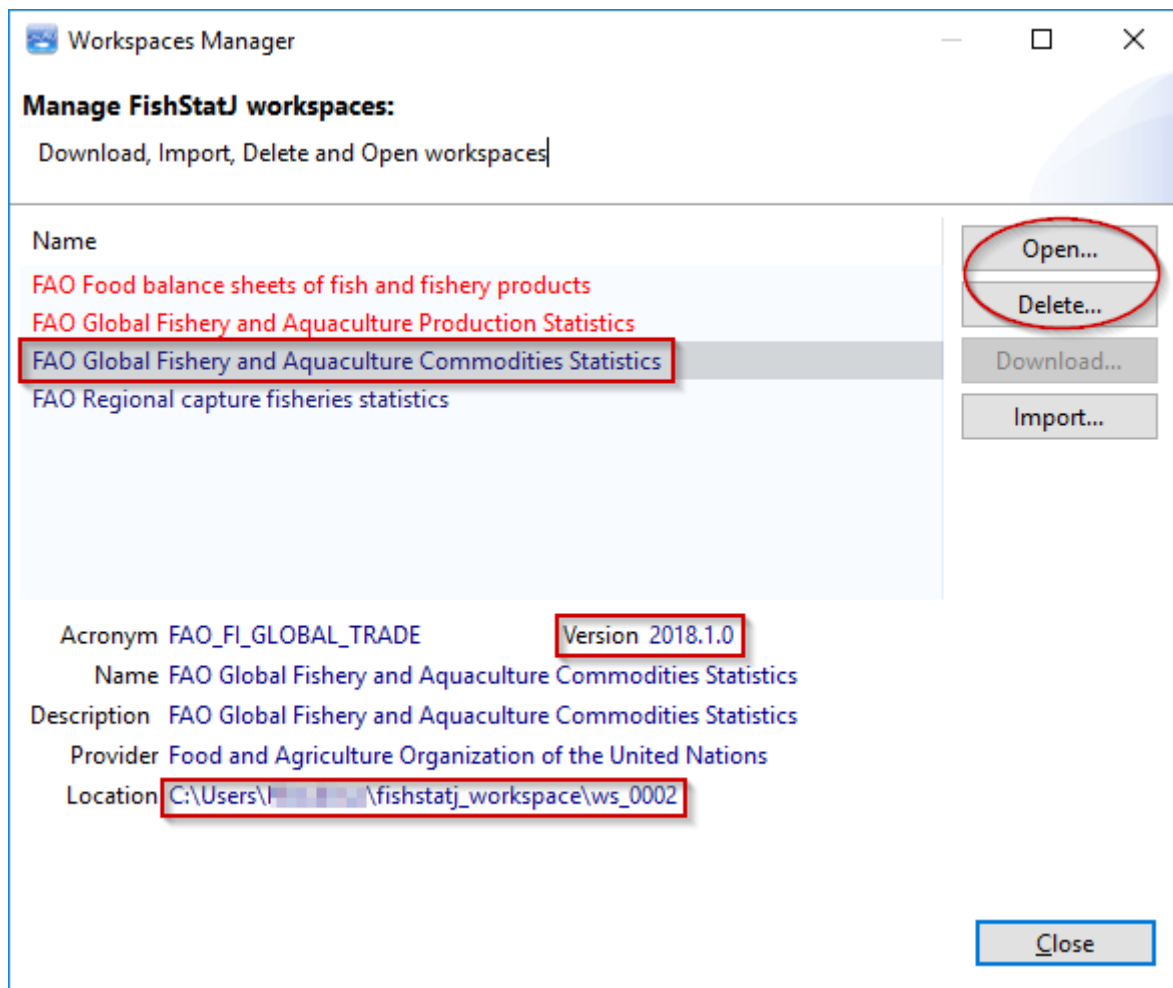 Workspaces Manager
Manage FishStatJ workspaces:
Download, Import, Delete and Open workspaces
Name
FAO Food balance sheets of fish and fishery products
FAO Global Fishery and Aquaculture Production Statistics
FAO Global Fishery and Aquaculture Commodities Statistics
FAO Regional capture fisheries statistics
Open...
Delete...
Download...
Import...
Acronym FAO_FI_GLOBAL_TRADE Version 2018.1.0
Name FAO Global Fishery and Aquaculture Commodities Statistics
Description FAO Global Fishery and Aquaculture Commodities Statistics
Provider Food and Agriculture Organization of the United Nations
Location C:\Users\ \fishstatj_workspace\ws_0002
Close